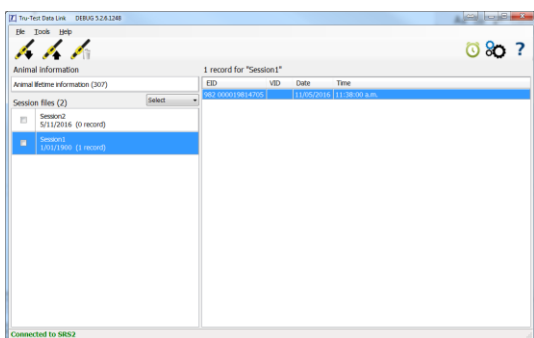 Tru-Test Data Link DEBUG 5.2.6.1248
File Tools Help
Animal information
Animal lifetime information (307)
Session files (2) Select
Session2
5/11/2016 (0 record)
Session1
1/01/1900 (1 record)
1 record for "Session1"
EID VID Date Time
982 000019814705 11/05/2016 11:38:00 a.m.
Connected to SRS2